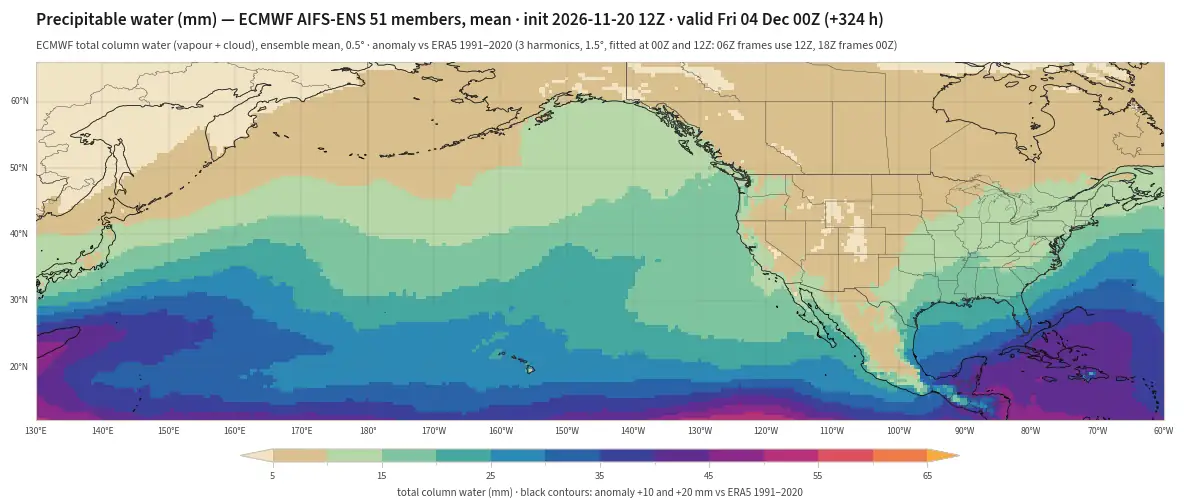 Precipitable water (mm) — ECMWF AIFS-ENS 51 members, mean · init 2026-11-20 12Z · valid Fri 04 Dec 00Z (+324 h)
ECMWF total column water (vapour + cloud), ensemble mean, 0.5° · anomaly vs ERA5 1991–2020 (3 harmonics, 1.5°, fitted at 00Z and 12Z: 06Z frames use 12Z, 18Z frames 00Z)
60°N
50°N
40°N
30°N
20°N
130°E 140°E 150°E 160°E 170°E 180° 170°W 160°W 150°W 140°W 130°W 120°W 110°W 100°W 90°W 80°W 70°W 60°W
5 15 25 35 45 55 65
total column water (mm) · black contours: anomaly +10 and +20 mm vs ERA5 1991–2020